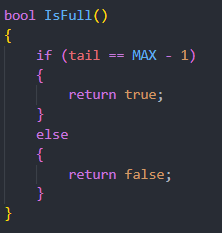 bool IsFull()
{
    if (tail == MAX - 1)
    {
        return true;
    }
    else
    {
        return false;
    }
}